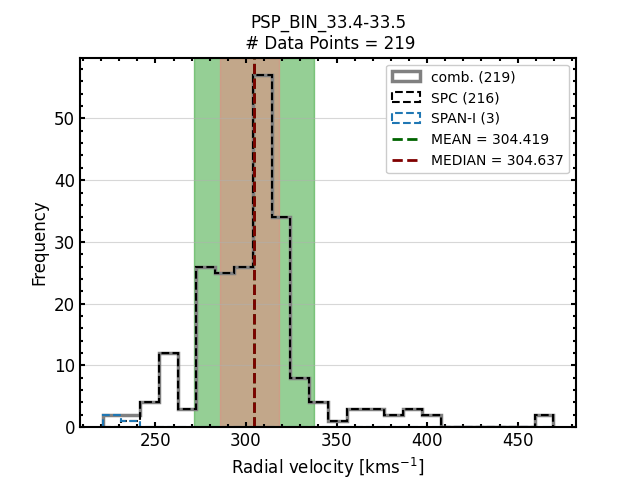 PSP_BIN_33.4-33.5
# Data Points = 219
comb. (219)
SPC (216)
SPAN-I (3)
MEAN = 304.419
MEDIAN = 304.637
Frequency
50
40
30
20
10
0
250 300 350 400 450
Radial velocity [kms⁻¹]